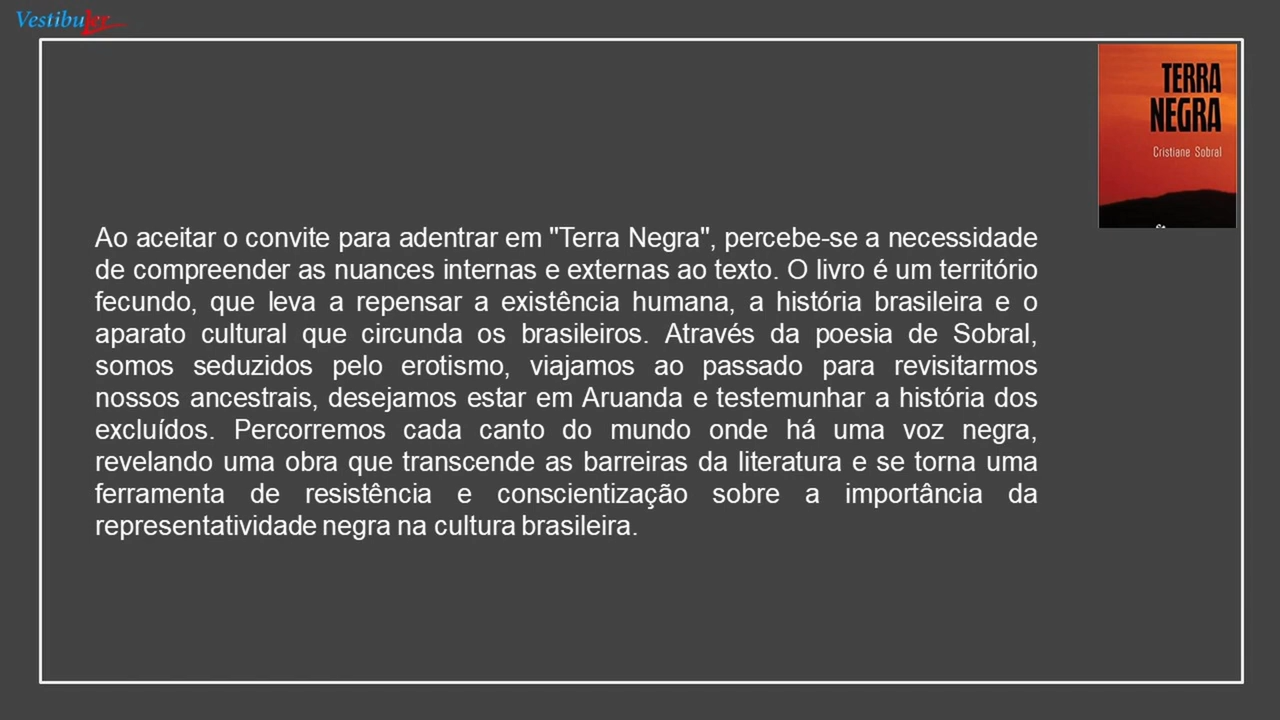 VestibuLer
TERRA
NEGRA
Cristiane Sobral
Ao aceitar o convite para adentrar em "Terra Negra", percebe-se a necessidade
de compreender as nuances internas e externas ao texto. O livro é um território
fecundo, que leva a repensar a existência humana, a história brasileira e o
aparato cultural que circunda os brasileiros. Através da poesia de Sobral,
somos seduzidos pelo erotismo, viajamos ao passado para revisitarmos
nossos ancestrais, desejamos estar em Aruanda e testemunhar a história dos
excluídos. Percorremos cada canto do mundo onde há uma voz negra,
revelando uma obra que transcende as barreiras da literatura e se torna uma
ferramenta de resistência e conscientização sobre a importância da
representatividade negra na cultura brasileira.